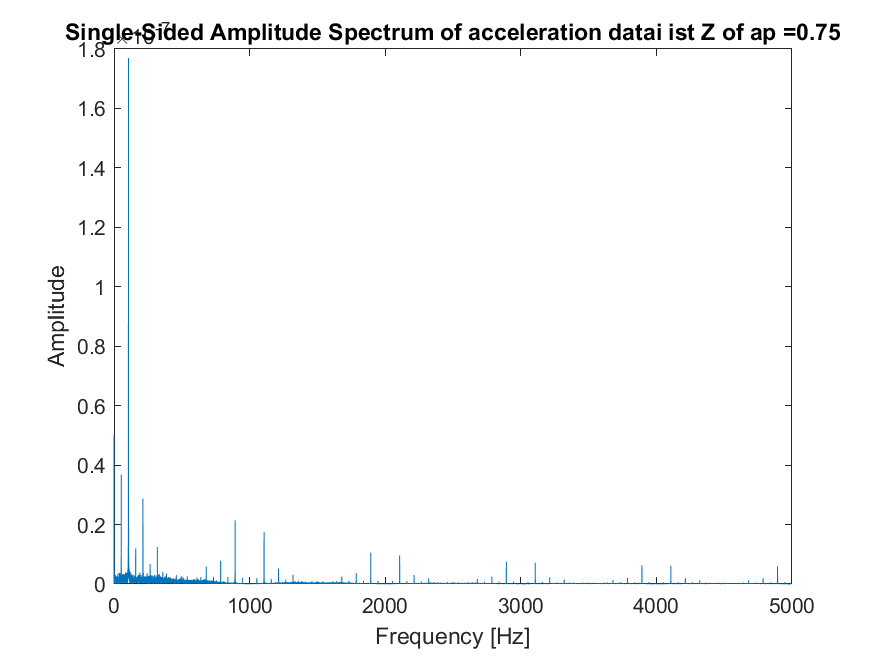 Single-Sided Amplitude Spectrum of acceleration datai ist Z of ap =0.75
×10-7
1.8
1.6
1.4
1.2
1
0.8
0.6
0.4
0.2
0
Amplitude
0 1000 2000 3000 4000 5000
Frequency [Hz]